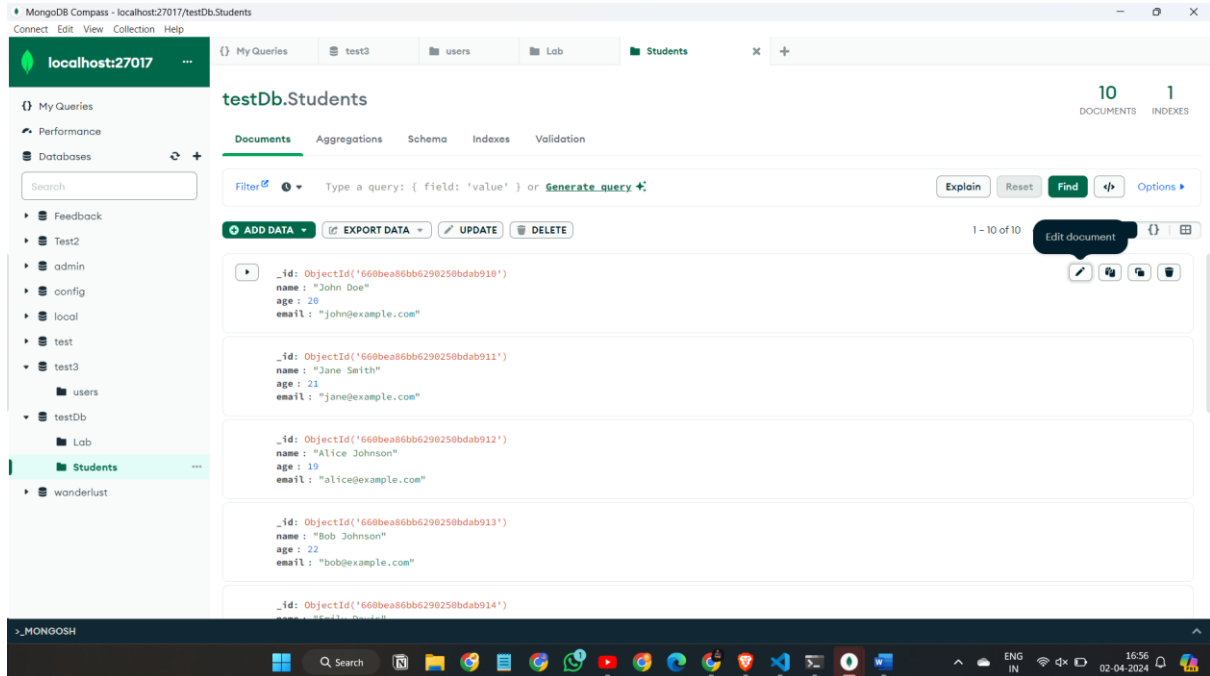 MongoDB Compass - localhost:27017/testDb.Students
Connect Edit View Collection Help
localhost:27017 ...
{} My Queries
test3
users
Lab
Students
My Queries
Performance
Databases
Search
Feedback
Test2
admin
config
local
test
test3
users
testDb
Lab
Students ...
wanderlust
testDb.Students
10
DOCUMENTS
1
INDEXES
Documents Aggregations Schema Indexes Validation
Filter Type a query: { field: 'value' } or Generate query
Explain Reset Find </> Options
ADD DATA EXPORT DATA UPDATE DELETE
1 – 10 of 10 {}
Edit document
_id: ObjectId('660bea86bb6290250bdab910')
name : "John Doe"
age : 20
email : "john@example.com"
_id: ObjectId('660bea86bb6290250bdab911')
name : "Jane Smith"
age : 21
email : "jane@example.com"
_id: ObjectId('660bea86bb6290250bdab912')
name : "Alice Johnson"
age : 19
email : "alice@example.com"
_id: ObjectId('660bea86bb6290250bdab913')
name : "Bob Johnson"
age : 22
email : "bob@example.com"
_id: ObjectId('660bea86bb6290250bdab914')
>_MONGOSH
Search
1
ENG
IN
16:56
02-04-2024